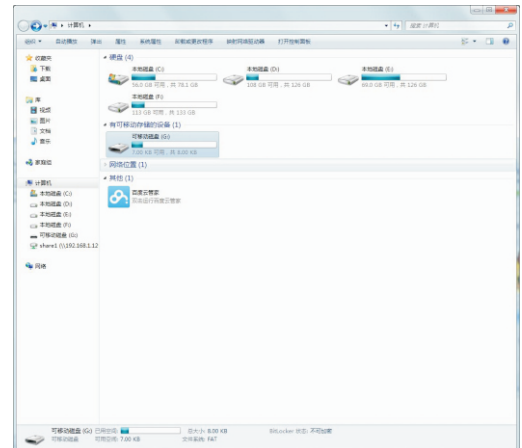 计算机
搜索 计算机
组织
自动播放 弹出 属性 系统属性 卸载或更改程序 映射网络驱动器 打开控制面板
收藏夹
下载
桌面
库
视频
图片
文档
音乐
家庭组
计算机
本地磁盘 (C:)
本地磁盘 (D:)
本地磁盘 (E:)
本地磁盘 (F:)
可移动磁盘 (G:)
share1 (\\192.168.1.12
网络
硬盘 (4)
本地磁盘 (C:)
56.0 GB 可用 , 共 78.1 GB
本地磁盘 (D:)
108 GB 可用 , 共 126 GB
本地磁盘 (E:)
69.0 GB 可用 , 共 126 GB
本地磁盘 (F:)
113 GB 可用 , 共 133 GB
有可移动存储的设备 (1)
可移动磁盘 (G:)
7.00 KB 可用 , 共 8.00 KB
网络位置 (1)
其他 (1)
百度云管家
双击运行百度云管家
可移动磁盘 (G:) 已用空间: 总大小: 8.00 KB BitLocker 状态: 不可加密
可移动磁盘 可用空间: 7.00 KB 文件系统: FAT